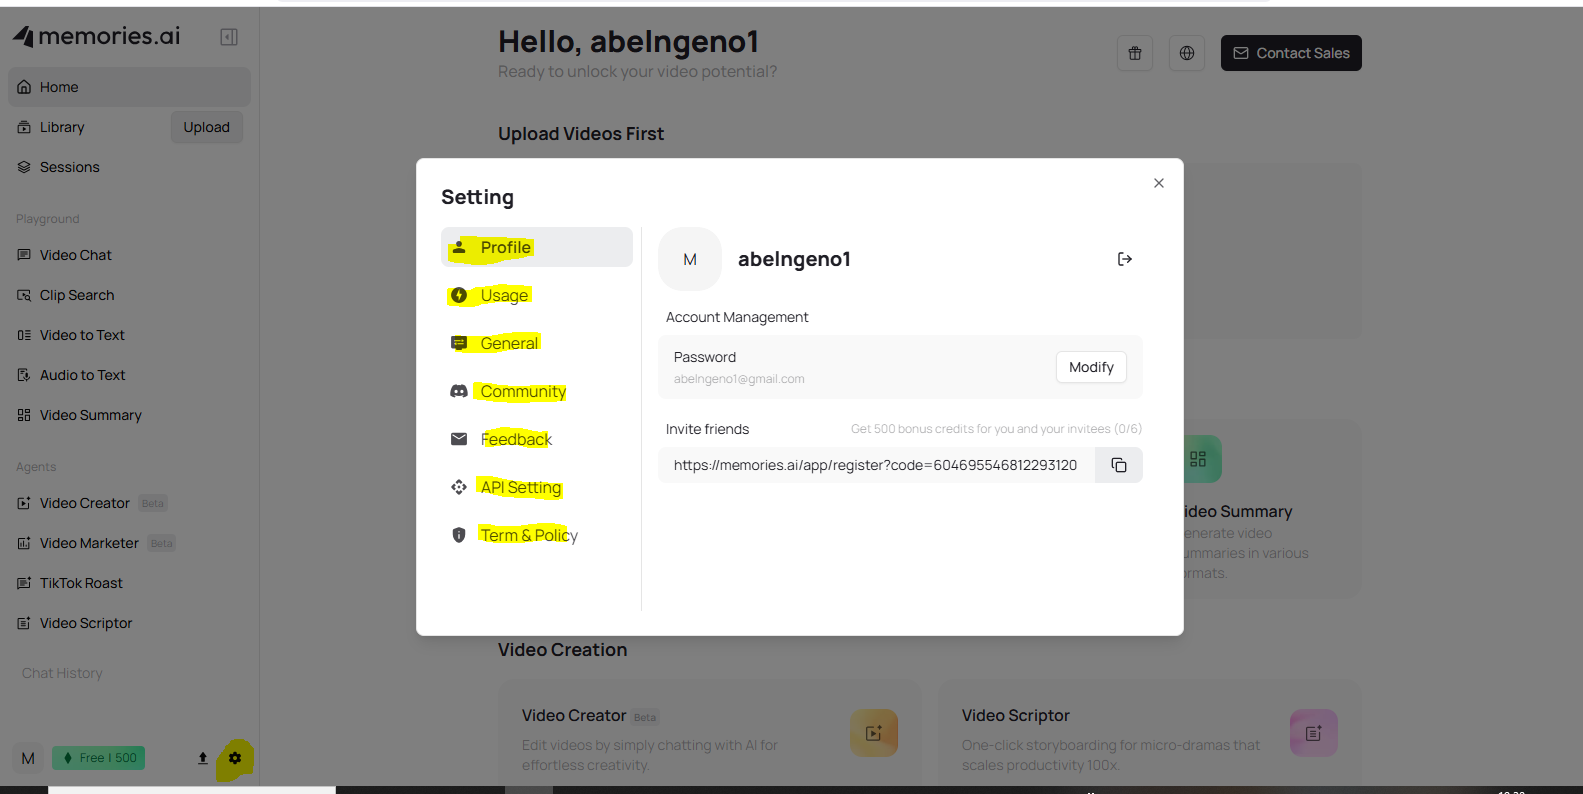 memories.ai
Home
Library
Upload
Sessions
Playground
Video Chat
Clip Search
Video to Text
Audio to Text
Video Summary
Agents
Video Creator Beta
Video Marketer Beta
TikTok Roast
Video Scriptor
Chat History
M
Free | 500
Hello, abelngeno1
Ready to unlock your video potential?
Contact Sales
Upload Videos First
Setting
Profile
Usage
General
Community
Feedback
API Setting
Term & Policy
M
abelngeno1
Account Management
Password
abelngeno1@gmail.com
Modify
Invite friends
Get 500 bonus credits for you and your invitees (0/6)
https://memories.ai/app/register?code=604695546812293120
ideo Summary
enerate video
ummaries in various
ormats.
Video Creation
Video Creator Beta
Edit videos by simply chatting with AI for
effortless creativity.
Video Scriptor
One-click storyboarding for micro-dramas that
scales productivity 100x.